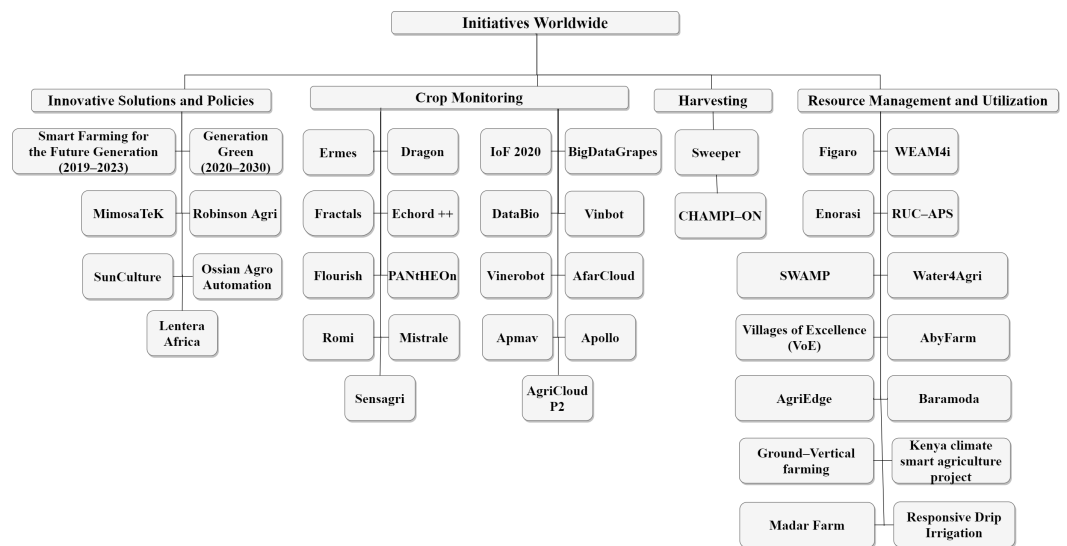 Initiatives Worldwide
Innovative Solutions and Policies
Crop Monitoring
Harvesting
Resource Management and Utilization
Smart Farming for
the Future Generation
(2019–2023)
Generation
Green
(2020–2030)
MimosaTeK
Robinson Agri
SunCulture
Ossian Agro
Automation
Lentera
Africa
Ermes
Dragon
Fractals
Echord ++
Flourish
PANtHEOn
Romi
Mistrale
Sensagri
IoF 2020
BigDataGrapes
DataBio
Vinbot
Vinerobot
AfarCloud
Apmav
Apollo
AgriCloud
P2
Sweeper
CHAMPI–ON
Figaro
WEAM4i
Enorasi
RUC–APS
SWAMP
Water4Agri
Villages of Excellence
(VoE)
AbyFarm
AgriEdge
Baramoda
Ground–Vertical
farming
Kenya climate
smart agriculture
project
Madar Farm
Responsive Drip
Irrigation